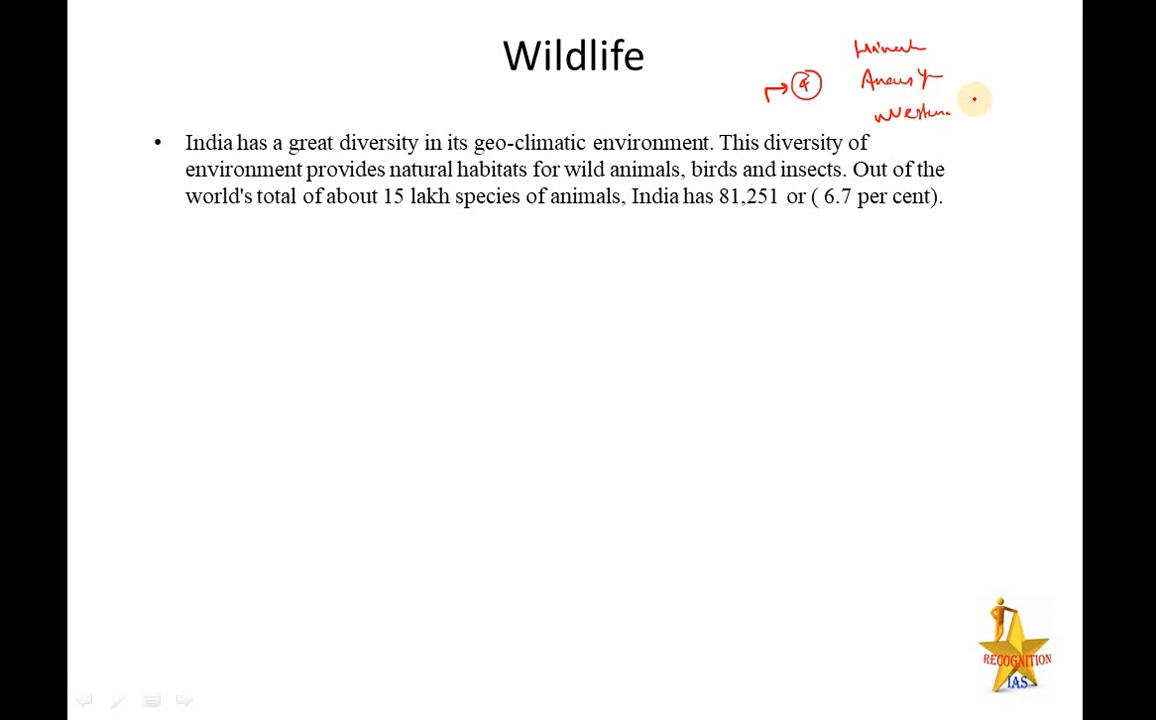 Wildlife
• India has a great diversity in its geo-climatic environment. This diversity of
environment provides natural habitats for wild animals, birds and insects. Out of the
world's total of about 15 lakh species of animals, India has 81,251 or ( 6.7 per cent).
RECOGNITION
IAS